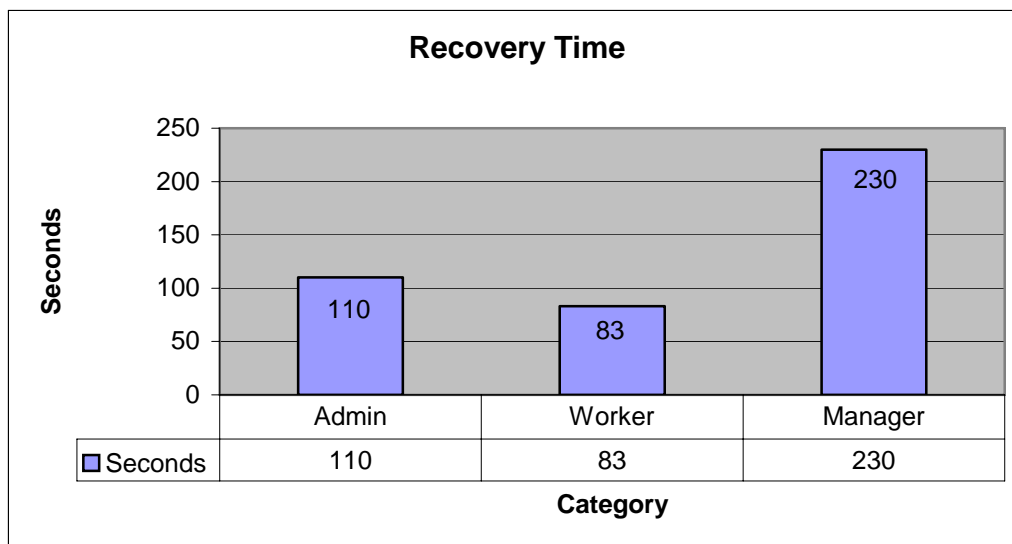 Recovery Time
250
200
150
100
50
0
Seconds
110
83
230
Admin Worker Manager
Seconds 110 83 230
Category